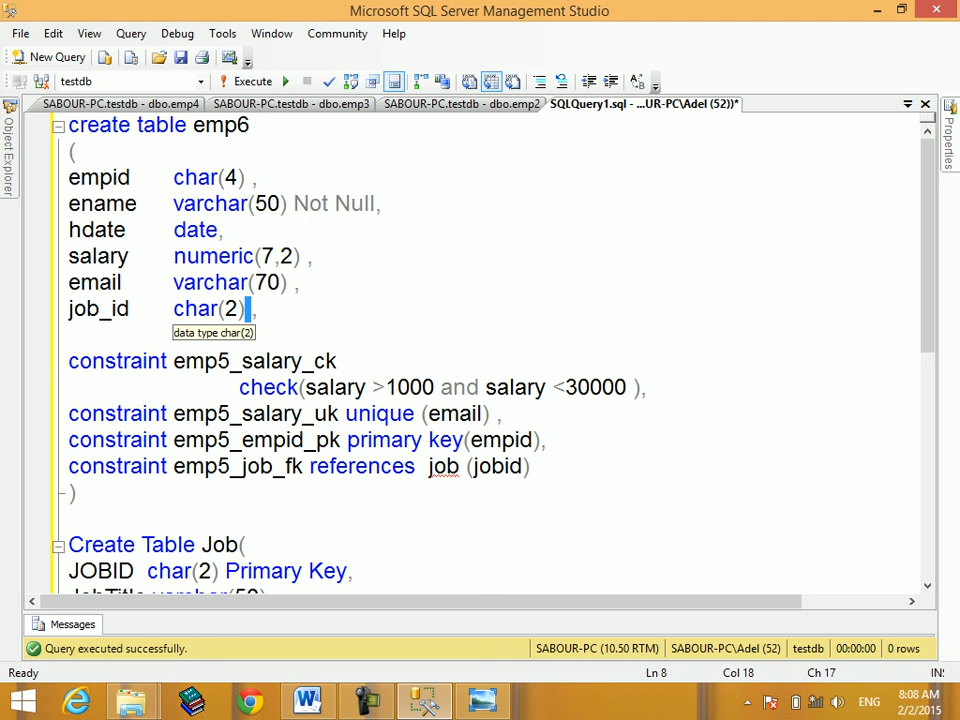 Microsoft SQL Server Management Studio
File Edit View Query Debug Tools Window Community Help
New Query
testdb Execute
SABOUR-PC.testdb - dbo.emp4 SABOUR-PC.testdb - dbo.emp3 SABOUR-PC.testdb - dbo.emp2 SQLQuery1.sql - ...UR-PC\Adel (52))*
Object Explorer
Properties
create table emp6
(
empid char(4) ,
ename varchar(50) Not Null,
hdate date,
salary numeric(7,2) ,
email varchar(70) ,
job_id char(2) ,
data type char(2)
constraint emp5_salary_ck
check(salary >1000 and salary <30000 ),
constraint emp5_salary_uk unique (email) ,
constraint emp5_empid_pk primary key(empid),
constraint emp5_job_fk references job (jobid)
)
Create Table Job(
JOBID char(2) Primary Key,
JobTitle varchar(50)
Messages
Query executed successfully. SABOUR-PC (10.50 RTM) SABOUR-PC\Adel (52) testdb 00:00:00 0 rows
Ready Ln 8 Col 18 Ch 17 INS
ENG
8:08 AM
2/2/2015